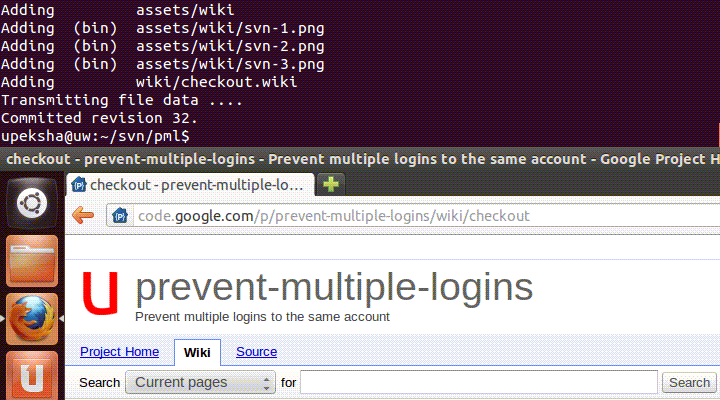 Adding         assets/wiki
Adding  (bin)  assets/wiki/svn-1.png
Adding  (bin)  assets/wiki/svn-2.png
Adding  (bin)  assets/wiki/svn-3.png
Adding         wiki/checkout.wiki
Transmitting file data ....
Committed revision 32.
upeksha@uw:~/svn/pml$
checkout - prevent-multiple-logins - Prevent multiple logins to the same account - Google Project H
checkout - prevent-multiple-lo...
code.google.com/p/prevent-multiple-logins/wiki/checkout
u prevent-multiple-logins
Prevent multiple logins to the same account
Project Home Wiki Source
Search Current pages for Search